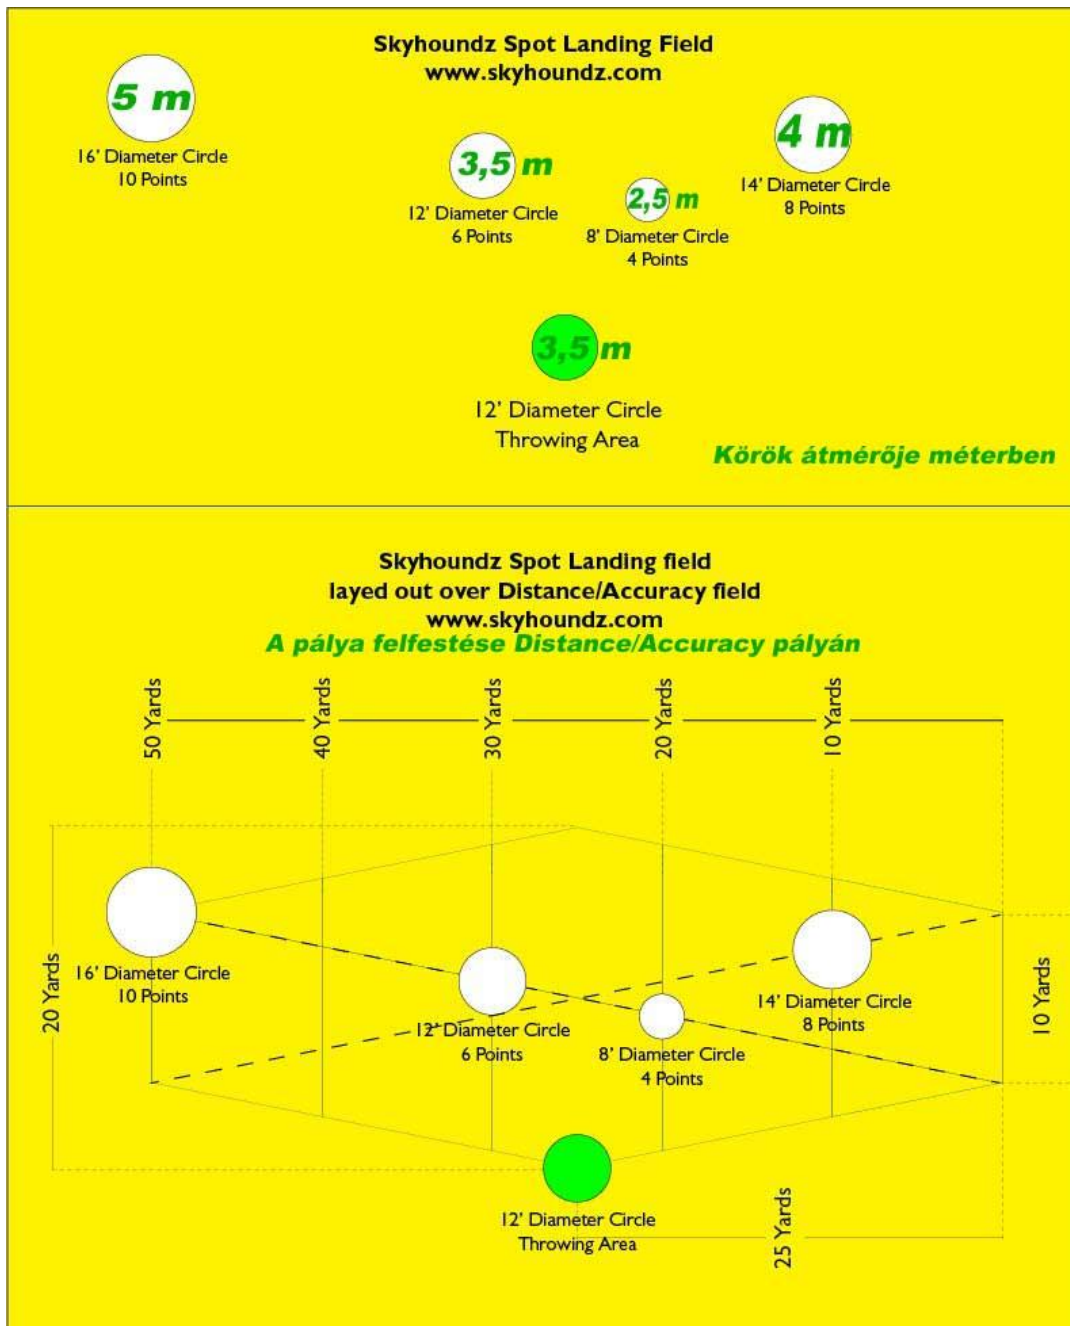 Skyhoundz Spot Landing Field
www.skyhoundz.com
5 m
16' Diameter Circle
10 Points
3,5 m
12' Diameter Circle
6 Points
2,5 m
8' Diameter Circle
4 Points
4 m
14' Diameter Circle
8 Points
3,5 m
12' Diameter Circle
Throwing Area
Körök átmérője méterben
Skyhoundz Spot Landing field
layed out over Distance/Accuracy field
www.skyhoundz.com
A pálya felfestése Distance/Accuracy pályán
50 Yards
40 Yards
30 Yards
20 Yards
10 Yards
20 Yards
16' Diameter Circle
10 Points
12' Diameter Circle
6 Points
8' Diameter Circle
4 Points
14' Diameter Circle
8 Points
10 Yards
12' Diameter Circle
Throwing Area
25 Yards